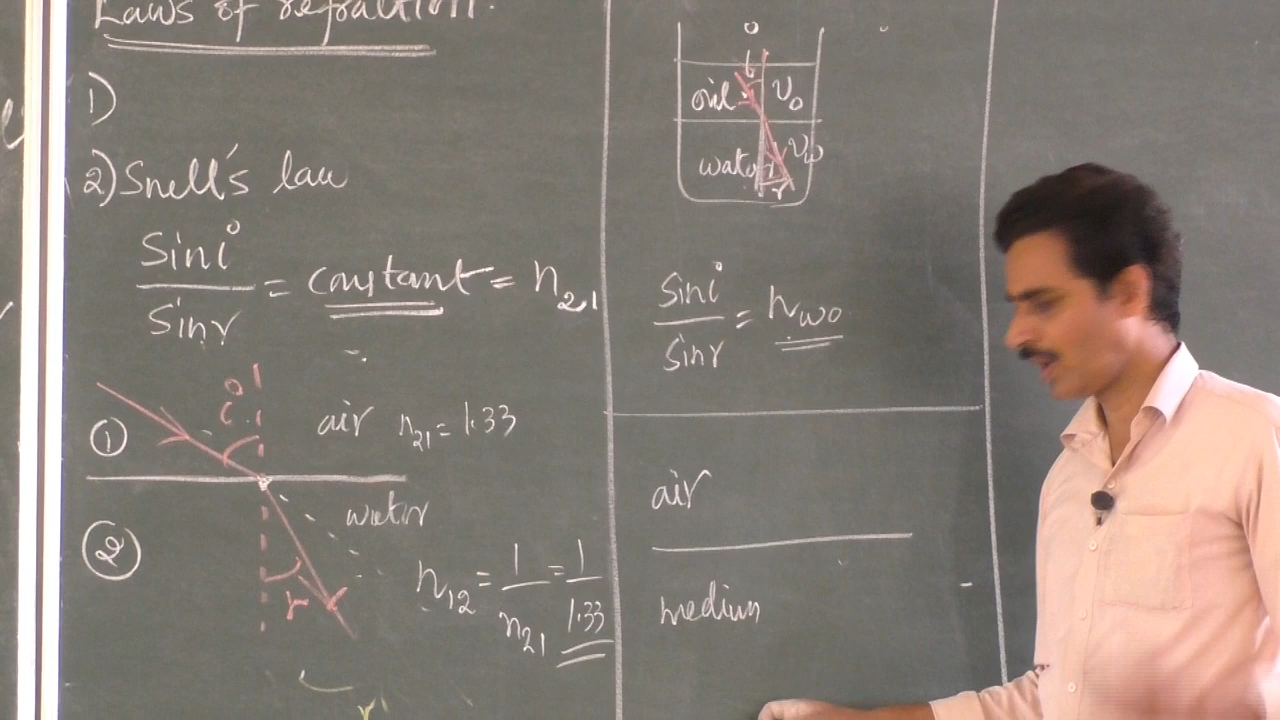 Laws of refraction.
1)
2) Snell's law
Sin i
Sin r
= constant = n21
i
① air n21 = 1.33
water
②
r
n12 = 1/n21 = 1/1.33
i
oil v0
water vw
r
Sin i
Sin r
= nwo
air
medium